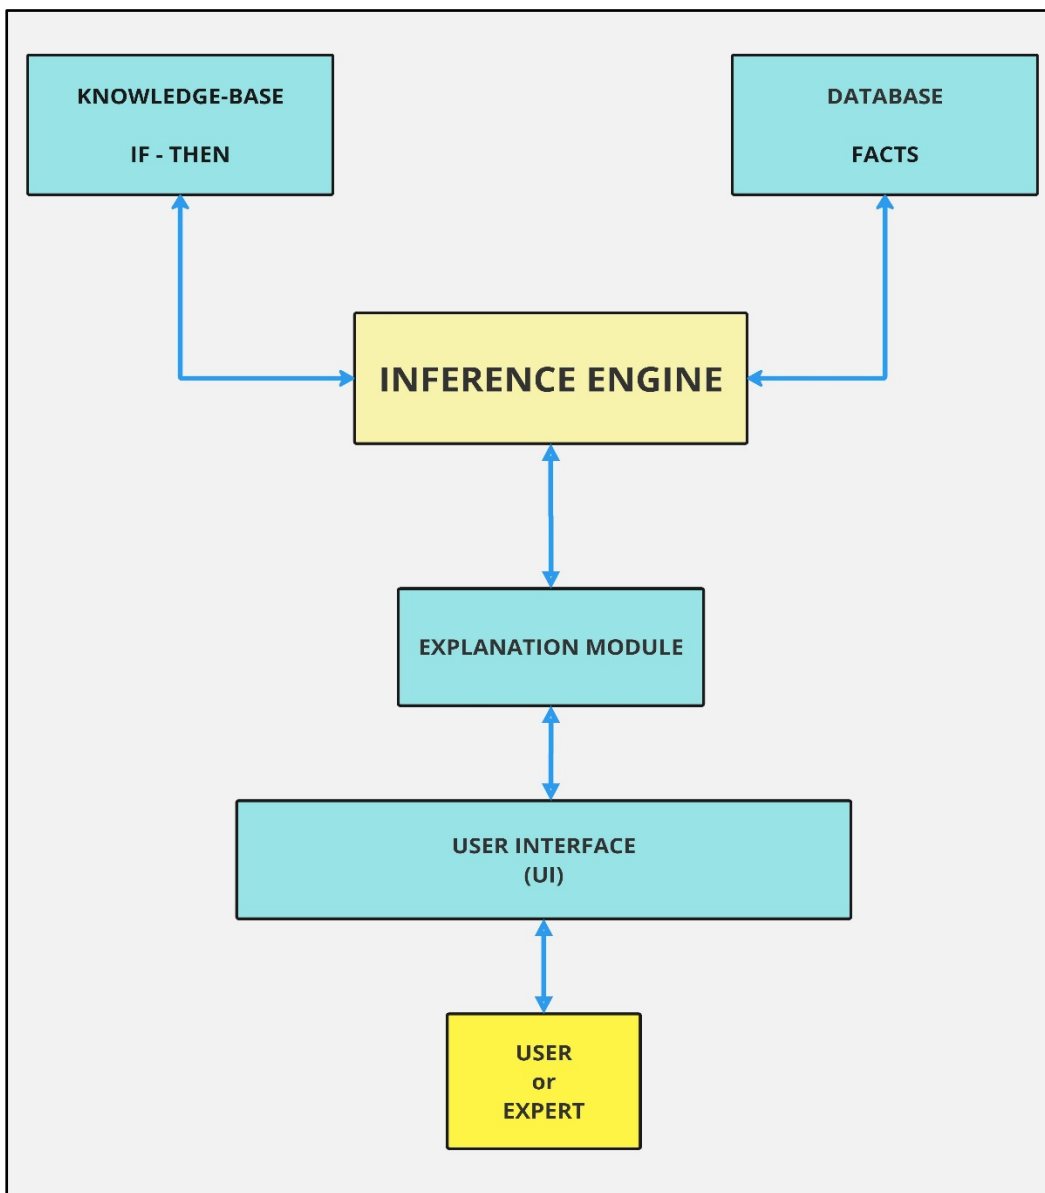 KNOWLEDGE-BASE
IF - THEN
DATABASE
FACTS
INFERENCE ENGINE
EXPLANATION MODULE
USER INTERFACE
(UI)
USER
or
EXPERT